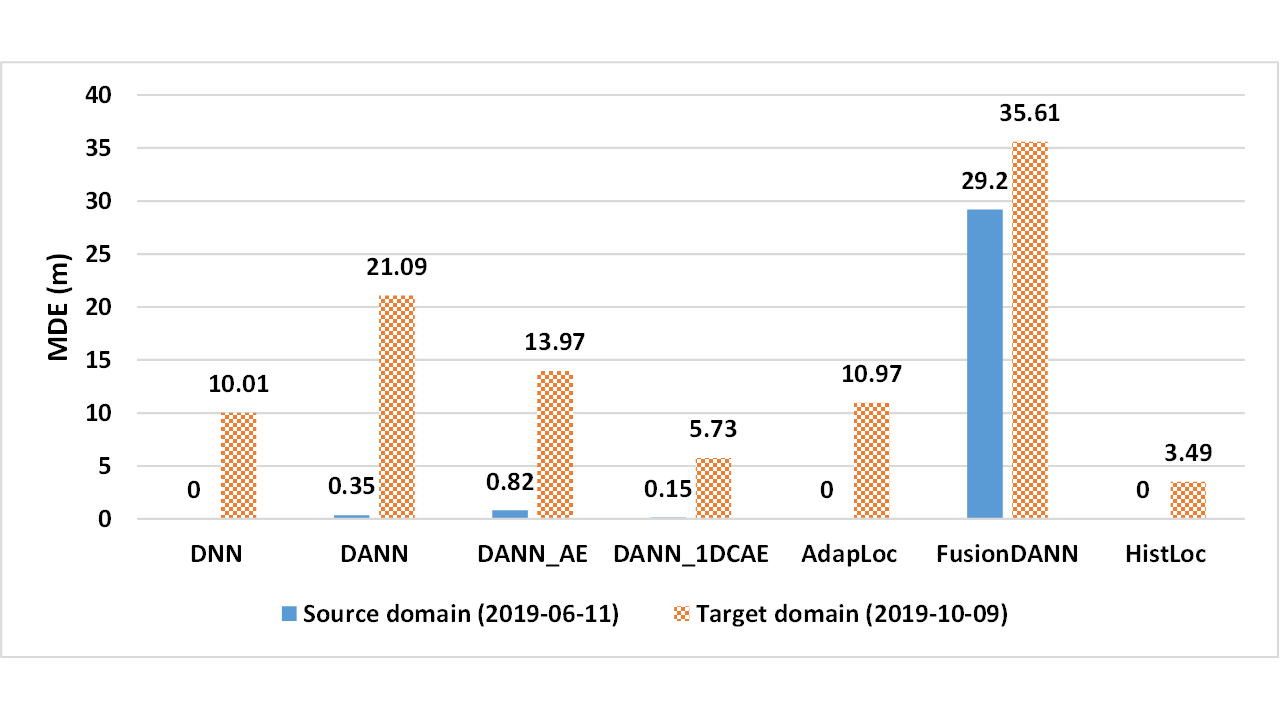 40
35
30
25
20
15
10
5
0
MDE (m)
0
10.01
0.35
21.09
0.82
13.97
0.15
5.73
0
10.97
29.2
35.61
0
3.49
DNN
DANN
DANN_AE
DANN_1DCAE
AdapLoc
FusionDANN
HistLoc
Source domain (2019-06-11)
Target domain (2019-10-09)